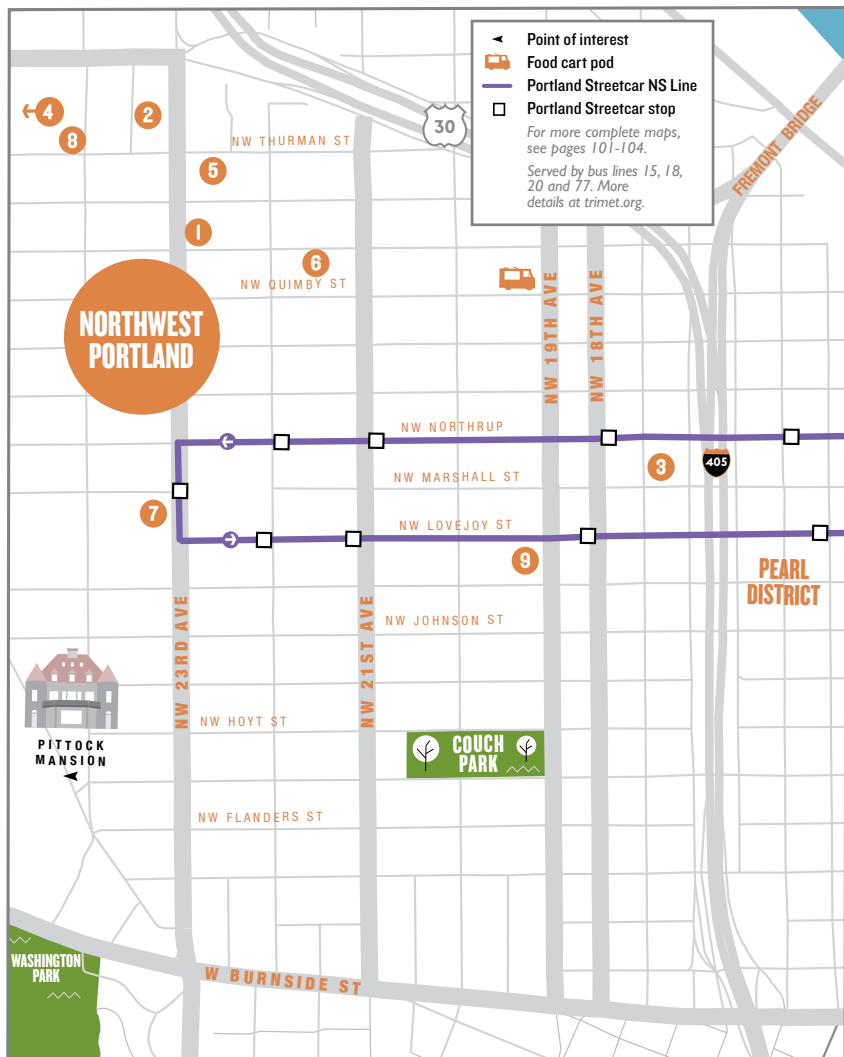 Point of interest
Food cart pod
Portland Streetcar NS Line
Portland Streetcar stop
For more complete maps,
see pages 101-104.
Served by bus lines 15, 18,
20 and 77. More
details at trimet.org.
4
2
8
30
NW THURMAN ST
FREMONT BRIDGE
5
1
6
NW QUIMBY ST
NORTHWEST
PORTLAND
NW 19TH AVE
NW 18TH AVE
NW NORTHRUP
3
405
NW MARSHALL ST
7
NW LOVEJOY ST
9
PEARL
DISTRICT
NW 23RD AVE
NW 21ST AVE
NW JOHNSON ST
NW HOYT ST
PITTOCK
MANSION
COUCH
PARK
NW FLANDERS ST
WASHINGTON
PARK
W BURNSIDE ST